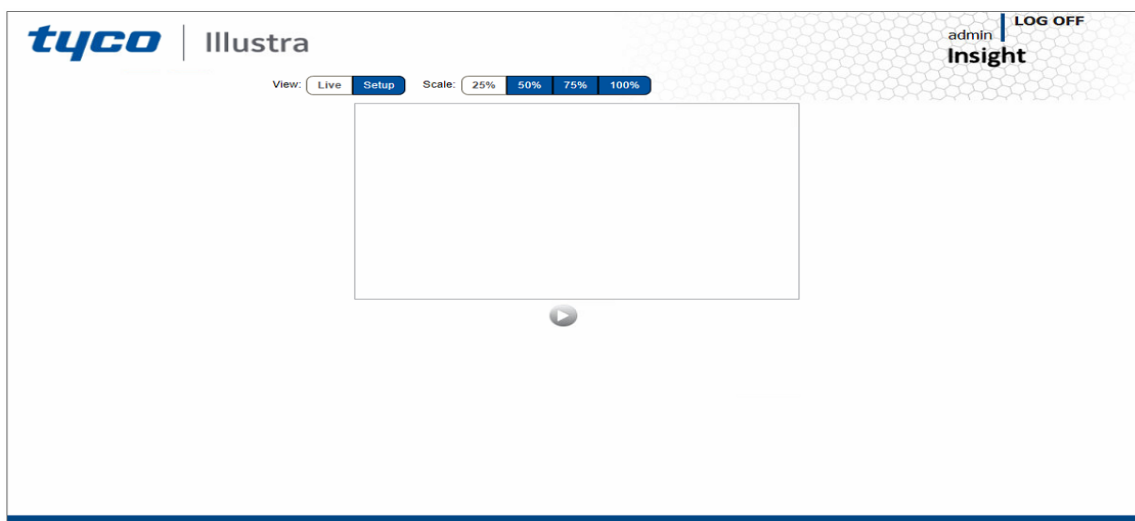 tyco | Illustra
LOG OFF
admin
Insight
View: Live Setup Scale: 25% 50% 75% 100%